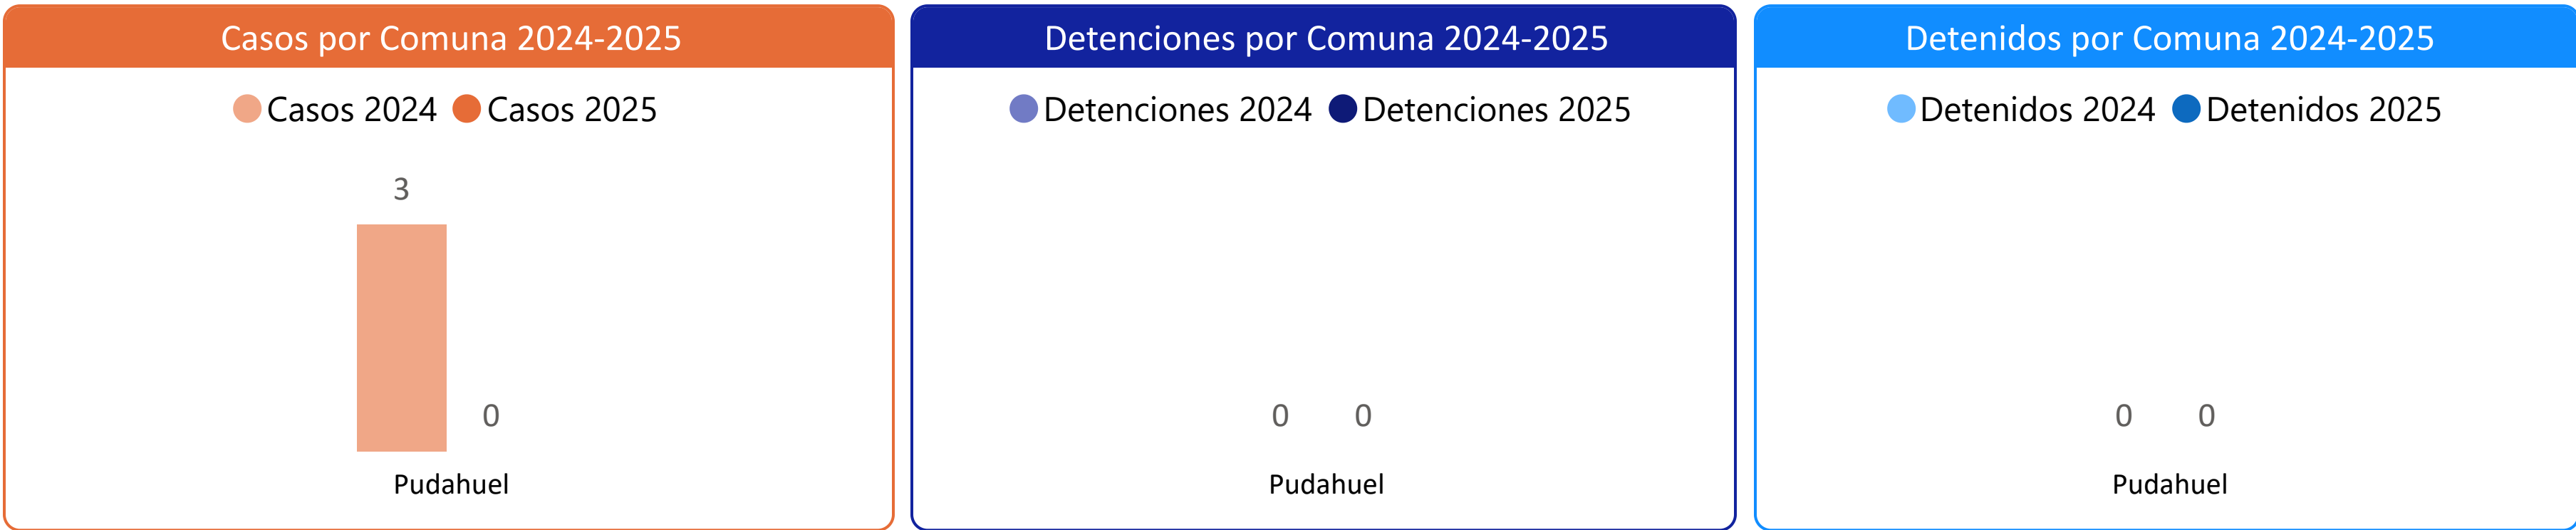 Casos por Comuna 2024-2025
Casos 2024 Casos 2025
3
0
Pudahuel
Detenciones por Comuna 2024-2025
Detenciones 2024 Detenciones 2025
0 0
Pudahuel
Detenidos por Comuna 2024-2025
Detenidos 2024 Detenidos 2025
0 0
Pudahuel